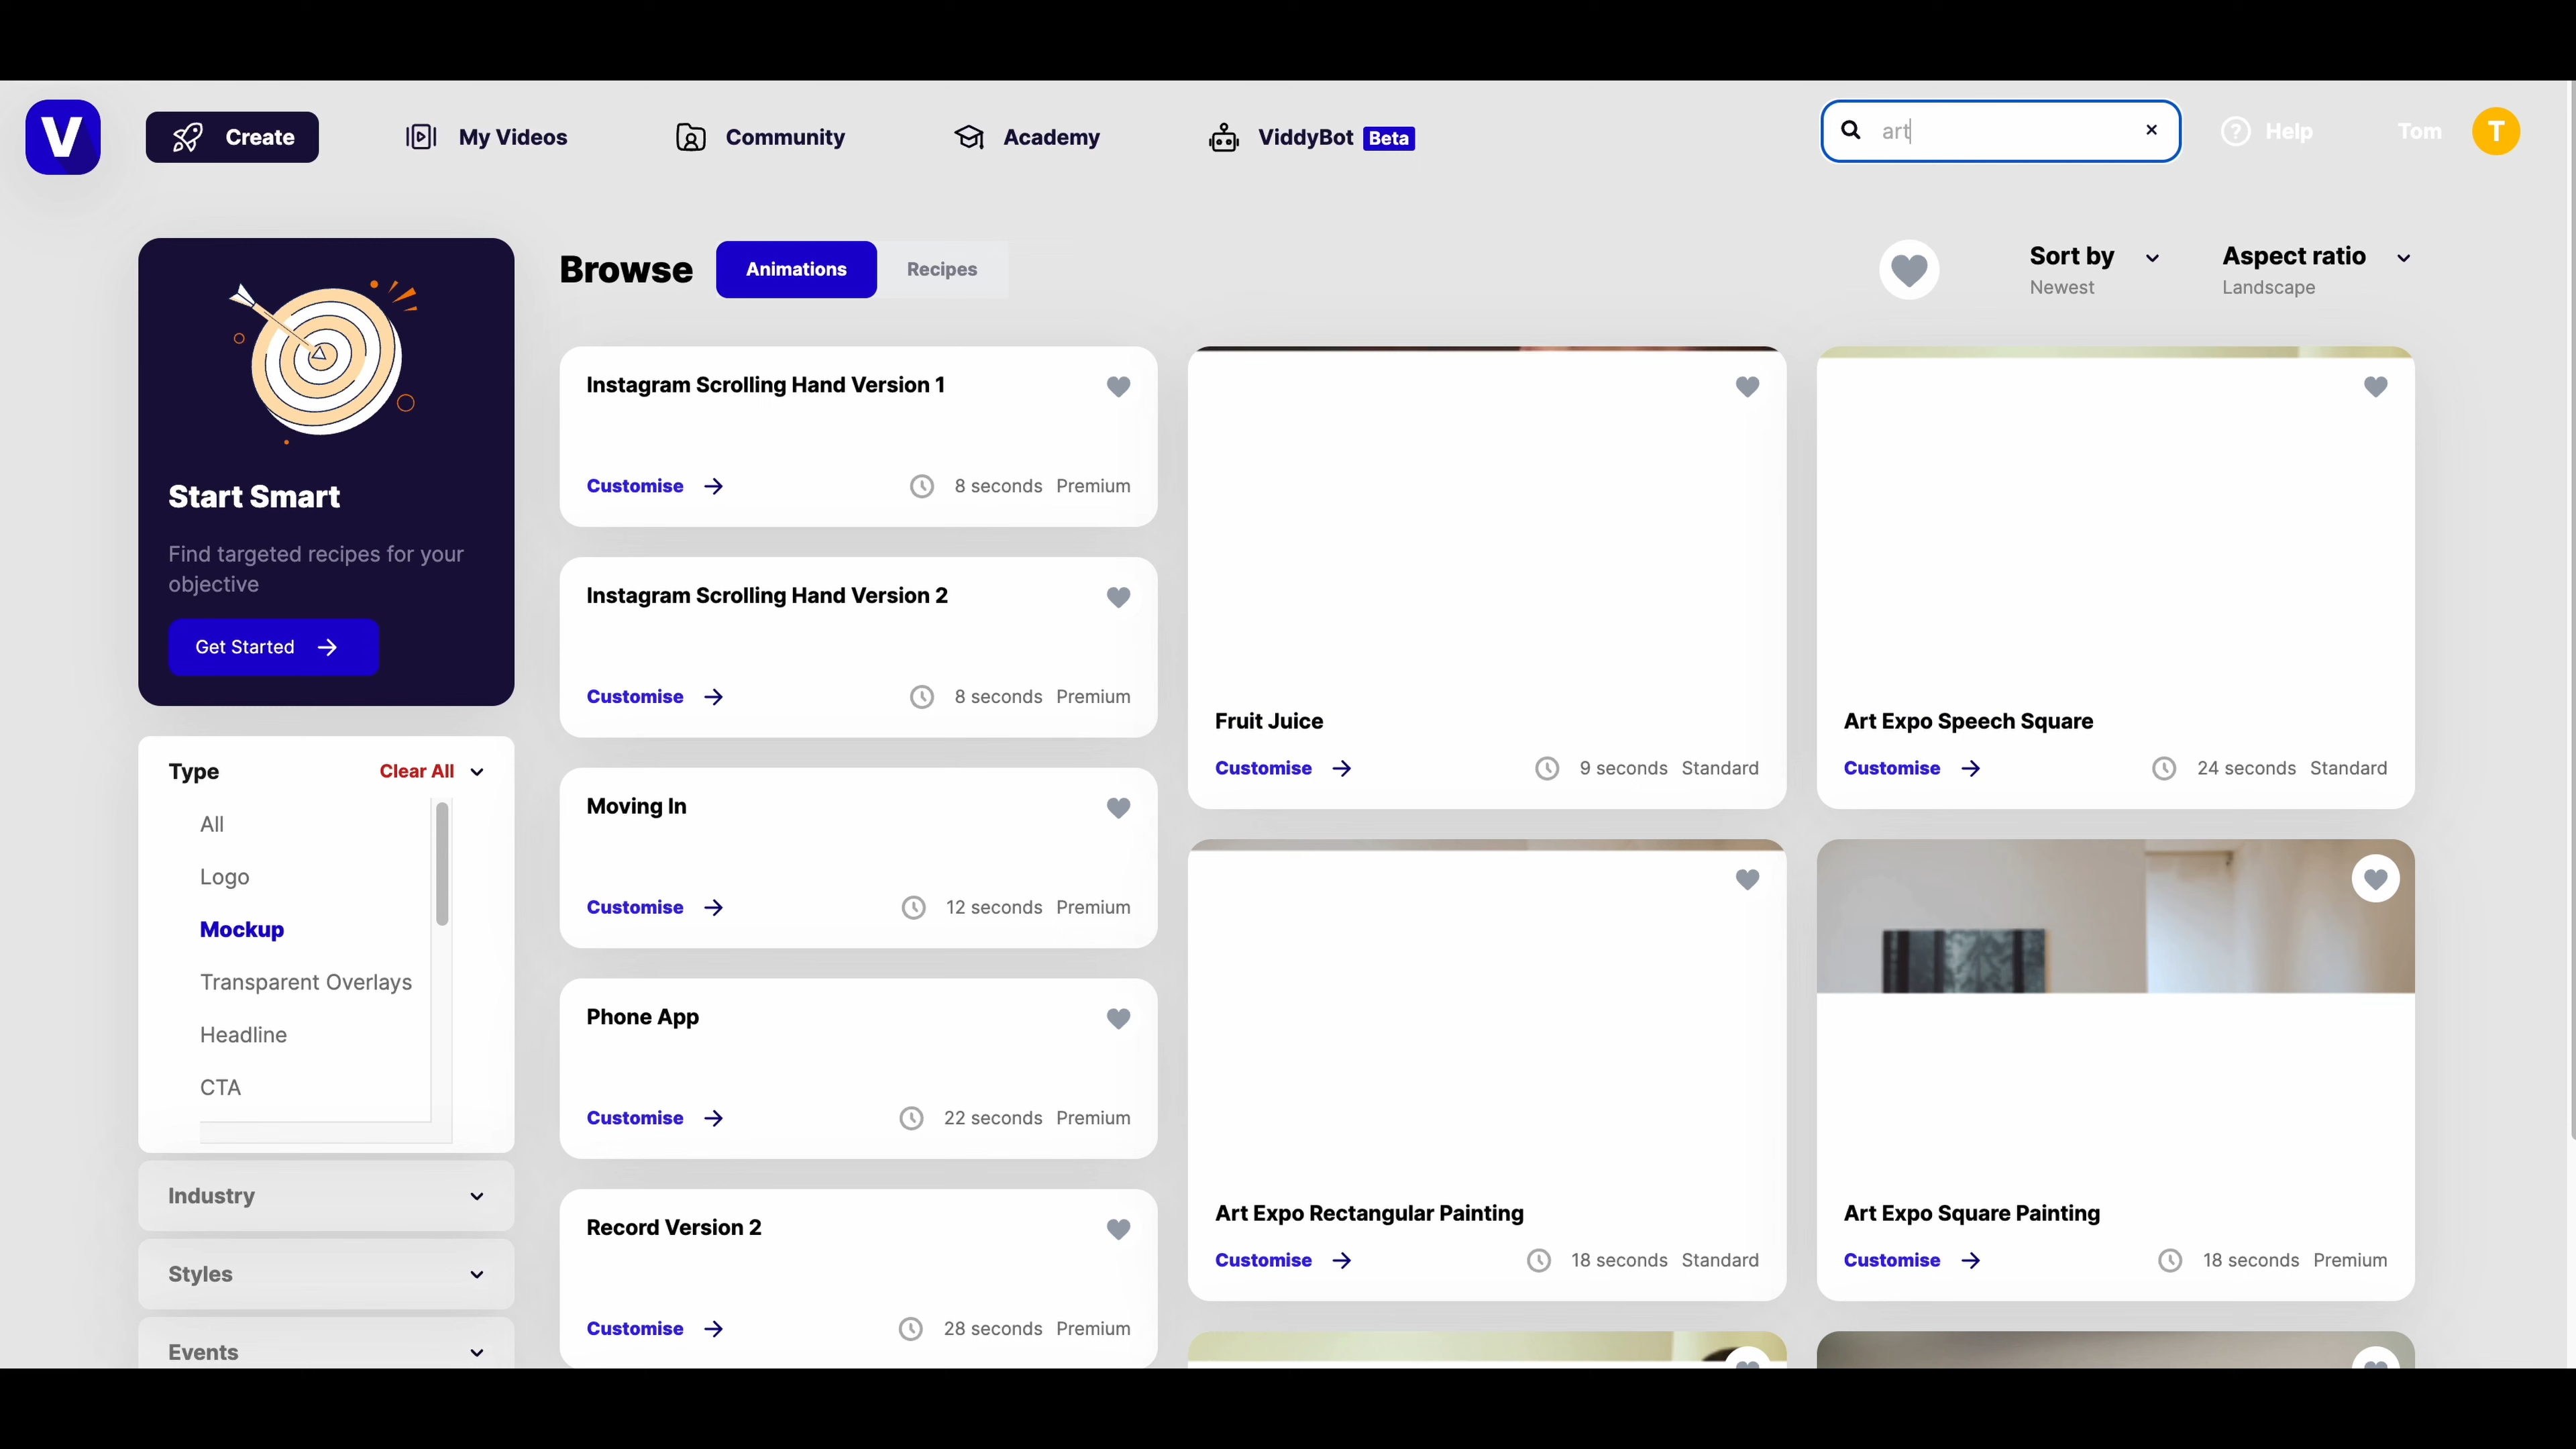 V
Create
My Videos
Community
Academy
ViddyBot Beta
art
Help
Tom
T
Start Smart
Find targeted recipes for your
objective
Get Started
Type
Clear All
All
Logo
Mockup
Transparent Overlays
Headline
CTA
Industry
Styles
Events
Browse
Animations
Recipes
Sort by
Newest
Aspect ratio
Landscape
Instagram Scrolling Hand Version 1
Customise
8 seconds Premium
Instagram Scrolling Hand Version 2
Customise
8 seconds Premium
Moving In
Customise
12 seconds Premium
Phone App
Customise
22 seconds Premium
Record Version 2
Customise
28 seconds Premium
Fruit Juice
Customise
9 seconds Standard
Art Expo Rectangular Painting
Customise
18 seconds Standard
Art Expo Speech Square
Customise
24 seconds Standard
Art Expo Square Painting
Customise
18 seconds Premium